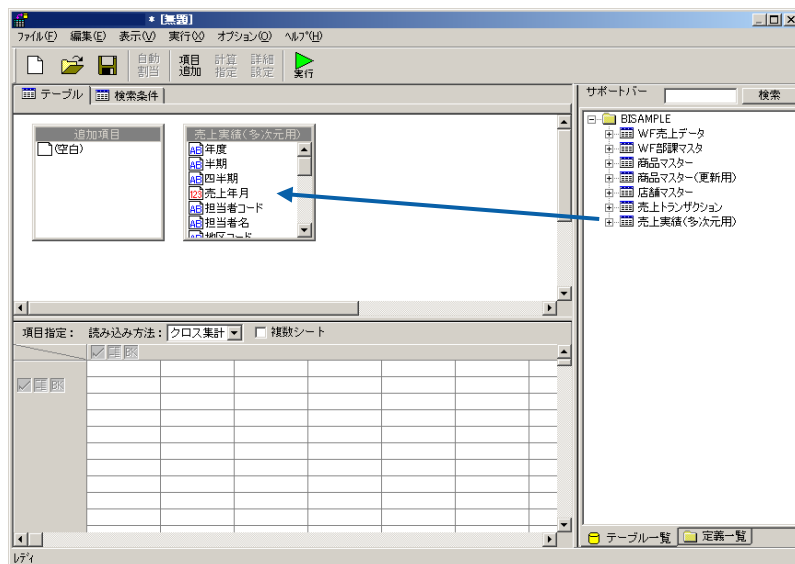 * [無題]
ファイル(F) 編集(E) 表示(V) 実行(X) オプション(O) ヘルプ(H)
自動割当 項目追加 計算指定 詳細設定 実行
テーブル 検索条件
サポートバー 検索
追加項目
(空白)
売上実績(多次元用)
年度
半期
四半期
売上年月
担当者コード
担当者名
地区コード
BISAMPLE
WF売上データ
WF部課マスタ
商品マスター
商品マスター(更新用)
店舗マスター
売上トランザクション
売上実績(多次元用)
項目指定: 読み込み方法: クロス集計 複数シート
テーブル一覧 定義一覧
レディ